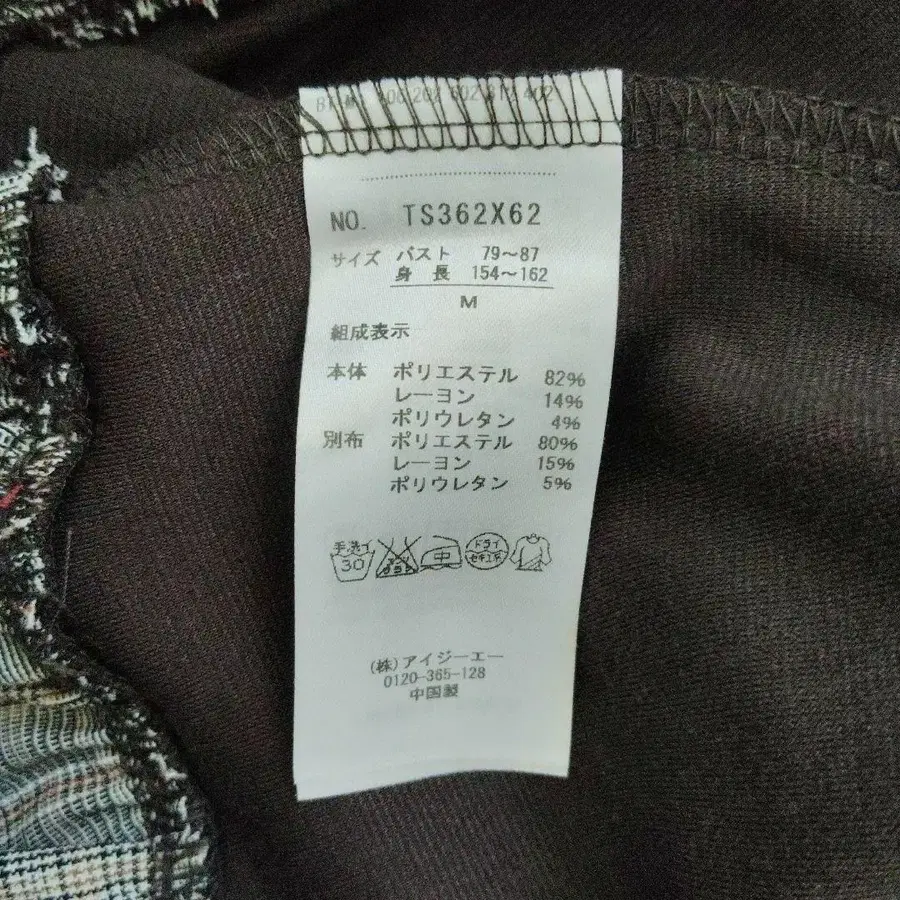 NO. TS362X62
サイズ バスト 79~87
身長 154~162
M
組成表示
本体 ポリエステル 82%
レーヨン 14%
ポリウレタン 4%
別布 ポリエステル 80%
レーヨン 15%
ポリウレタン 5%
手洗イ 30 中 ドライ セキユ系
(株)アイジーエー
0120-365-128
中国製